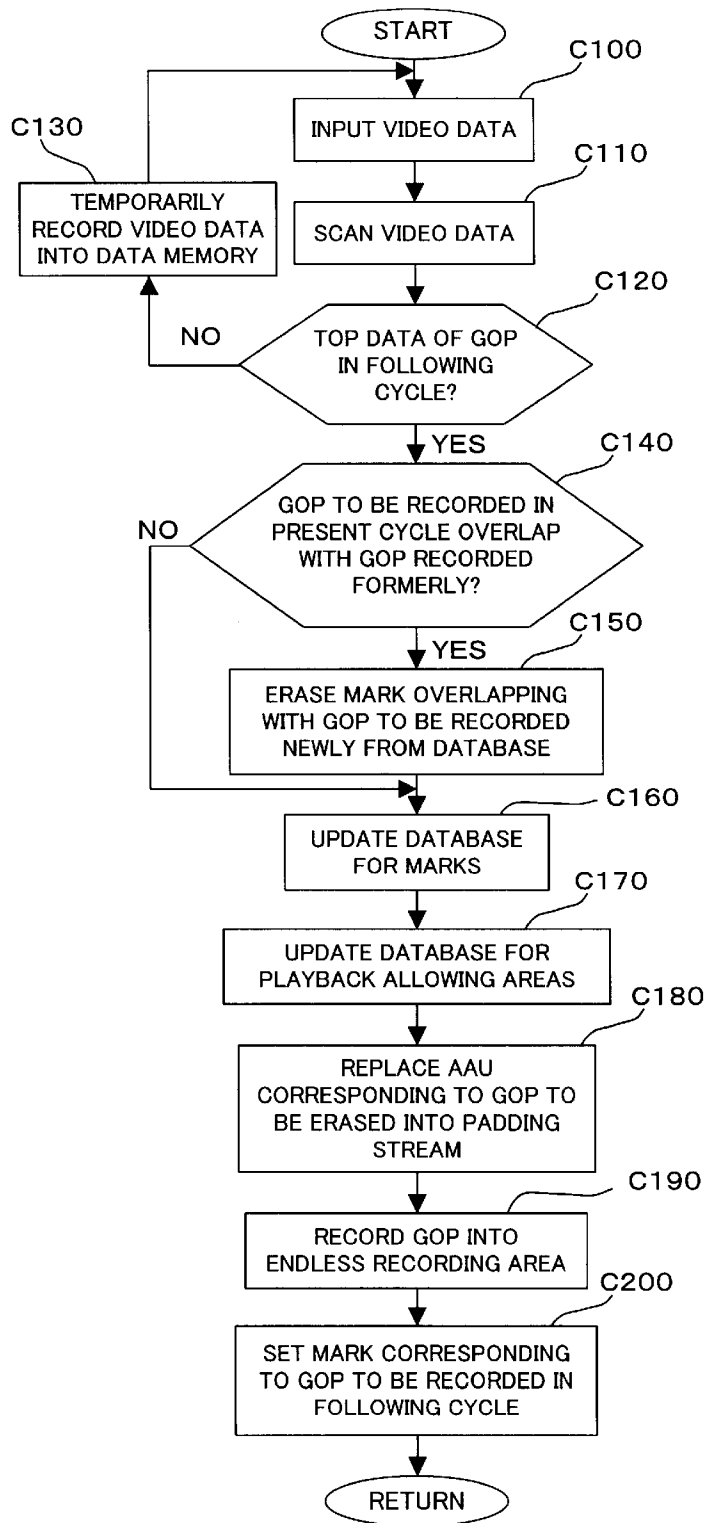 START
C100
INPUT VIDEO DATA
C110
SCAN VIDEO DATA
C130
TEMPORARILY
RECORD VIDEO DATA
INTO DATA MEMORY
C120
TOP DATA OF GOP
IN FOLLOWING
CYCLE?
NO
YES
C140
GOP TO BE RECORDED IN
PRESENT CYCLE OVERLAP
WITH GOP RECORDED
FORMERLY?
NO
YES
C150
ERASE MARK OVERLAPPING
WITH GOP TO BE RECORDED
NEWLY FROM DATABASE
C160
UPDATE DATABASE
FOR MARKS
C170
UPDATE DATABASE FOR
PLAYBACK ALLOWING AREAS
C180
REPLACE AAU
CORRESPONDING TO GOP TO
BE ERASED INTO PADDING
STREAM
C190
RECORD GOP INTO
ENDLESS RECORDING AREA
C200
SET MARK CORRESPONDING
TO GOP TO BE RECORDED IN
FOLLOWING CYCLE
RETURN